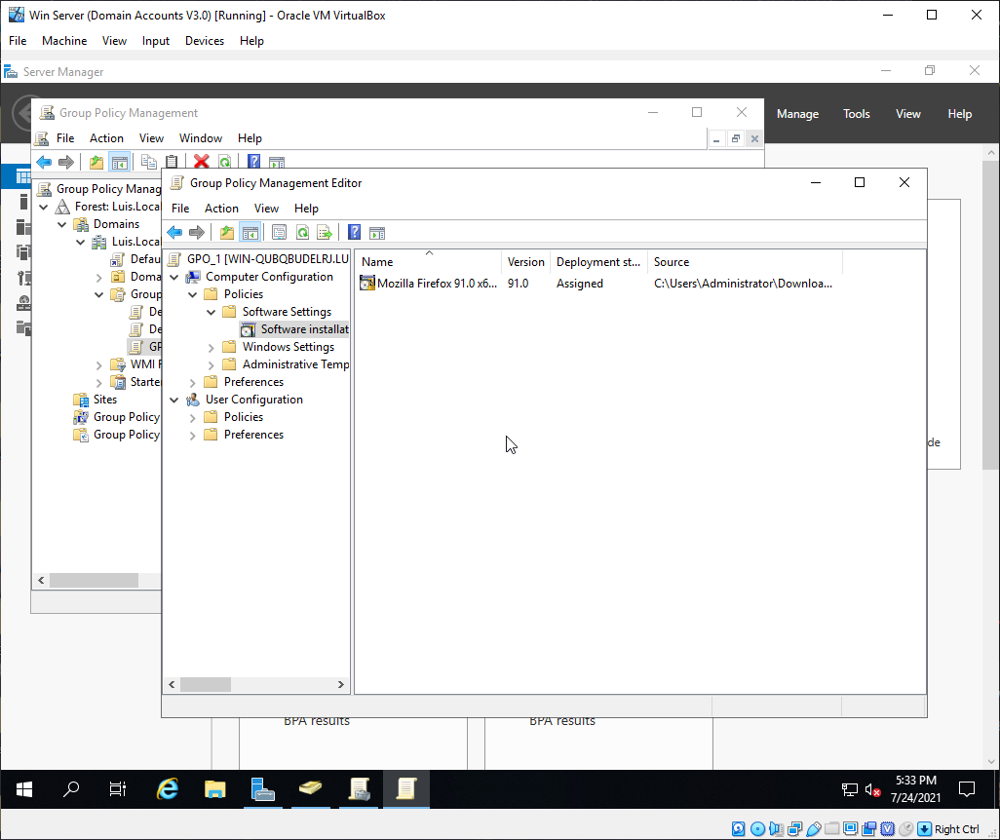 Win Server (Domain Accounts V3.0) [Running] - Oracle VM VirtualBox
File Machine View Input Devices Help
Server Manager
Manage Tools View Help
Group Policy Management
File Action View Window Help
Group Policy Manag
Forest: Luis.Local
Domains
Luis.Loca
Defau
Doma
Group
De
De
GP
WMI F
Starte
Sites
Group Policy
Group Policy
Group Policy Management Editor
File Action View Help
GPO_1 [WIN-QUBQBUDELRJ.LU
Computer Configuration
Policies
Software Settings
Software installat
Windows Settings
Administrative Temp
Preferences
User Configuration
Policies
Preferences
Name Version Deployment st... Source
Mozilla Firefox 91.0 x6... 91.0 Assigned C:\Users\Administrator\Downloa...
de
BPA results BPA results
5:33 PM
7/24/2021
Right Ctrl